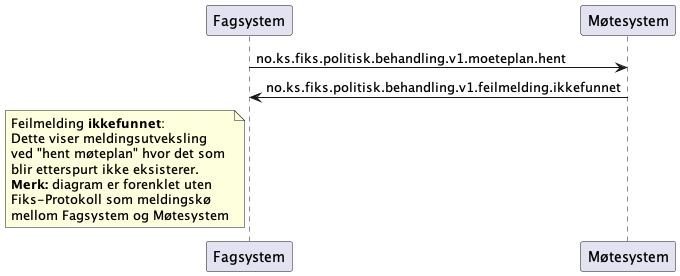 Fagsystem
Møtesystem
no.ks.fiks.politisk.behandling.v1.moeteplan.hent
no.ks.fiks.politisk.behandling.v1.feilmelding.ikkefunnet
Feilmelding ikkefunnet:
Dette viser meldingsutveksling
ved "hent møteplan" hvor det som
blir etterspurt ikke eksisterer.
Merk: diagram er forenklet uten
Fiks-Protokoll som meldingskø
mellom Fagsystem og Møtesystem
Fagsystem
Møtesystem